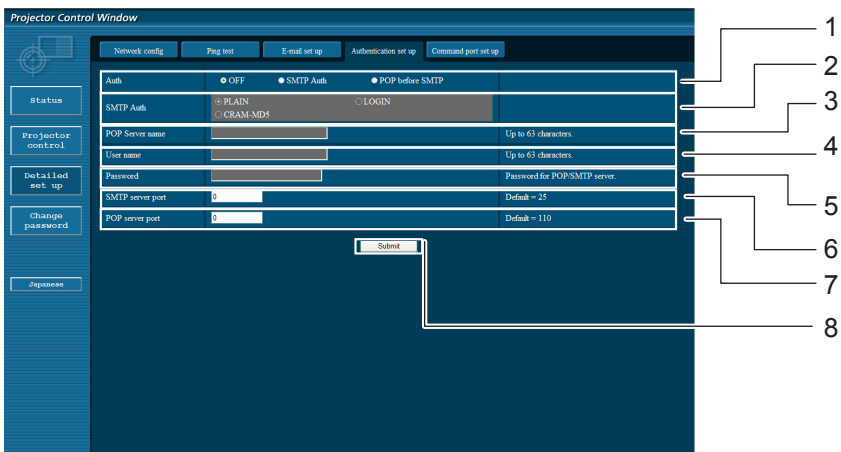 Projector Control Window
Network config Ping test E-mail set up Authentication set up Command port set up
Status
Projector control
Detailed set up
Change password
Japanese
Auth OFF SMTP Auth POP before SMTP
SMTP Auth PLAIN LOGIN
CRAM-MD5
POP Server name Up to 63 characters.
User name Up to 63 characters.
Password Password for POP/SMTP server.
SMTP server port 0 Default = 25
POP server port 0 Default = 110
Submit
1
2
3
4
5
6
7
8